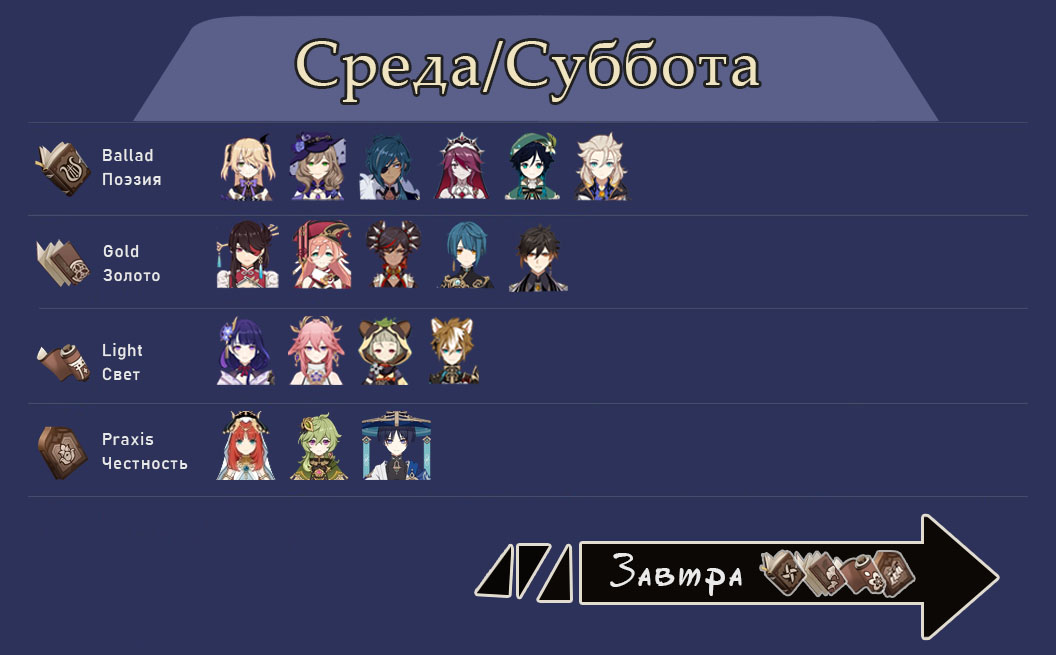 Среда/Суббота
Ballad
Поэзия
Gold
Золото
Light
Свет
Praxis
Честность
Завтра